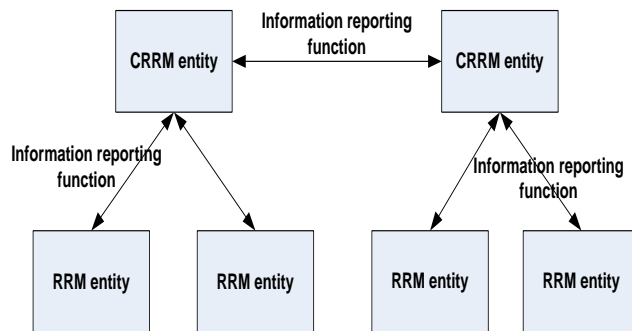 Information reporting
function
CRRM entity
CRRM entity
Information reporting
function
Information reporting
function
RRM entity
RRM entity
RRM entity
RRM entity